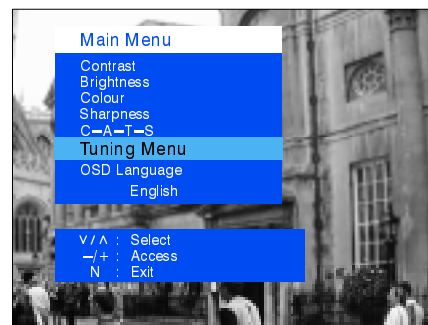 Main Menu
Contrast
Brightness
Colour
Sharpness
C–A–T–S
Tuning Menu
OSD Language
English
∨/∧ : Select
–/+ : Access
N : Exit